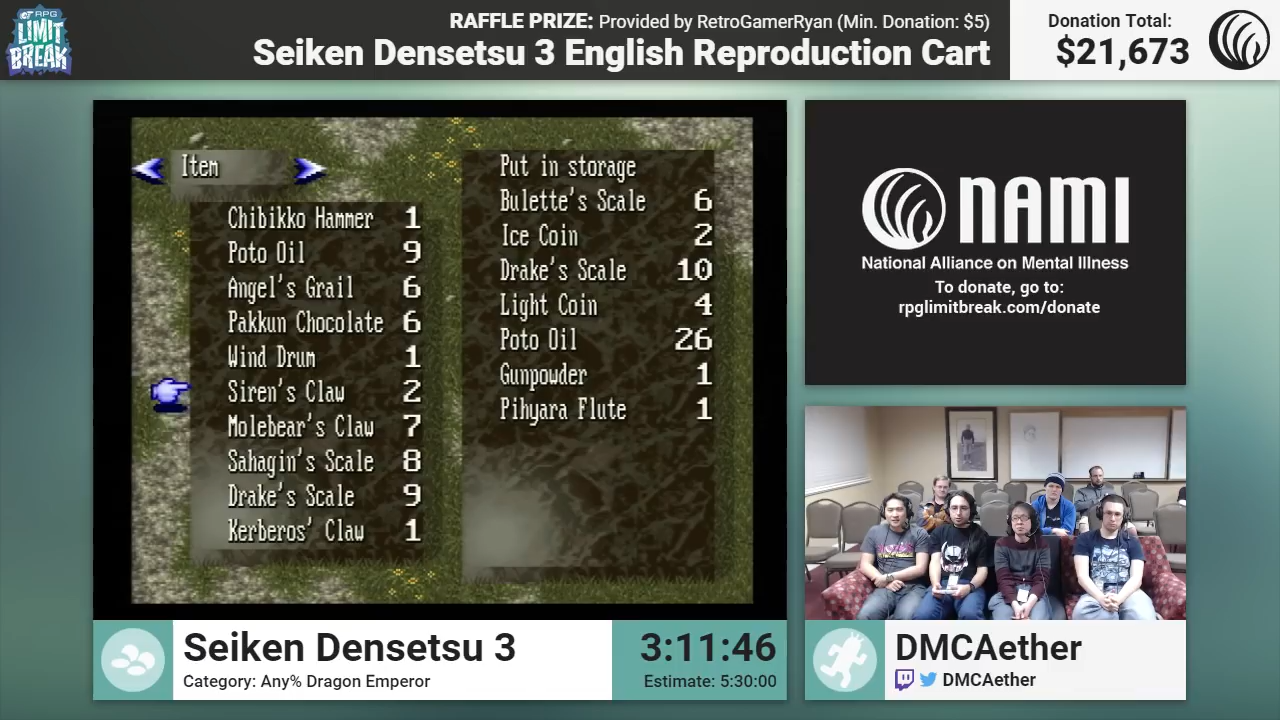 RPG
LIMIT
BREAK
RAFFLE PRIZE: Provided by RetroGamerRyan (Min. Donation: $5)
Seiken Densetsu 3 English Reproduction Cart
Donation Total:
$21,673
Item
Chibikko Hammer 1
Poto Oil 9
Angel's Grail 6
Pakkun Chocolate 6
Wind Drum 1
Siren's Claw 2
Molebear's Claw 7
Sahagin's Scale 8
Drake's Scale 9
Kerberos' Claw 1
Put in storage
Bulette's Scale 6
Ice Coin 2
Drake's Scale 10
Light Coin 4
Poto Oil 26
Gunpowder 1
Pihyara Flute 1
NAMI
National Alliance on Mental Illness
To donate, go to:
rpglimitbreak.com/donate
Seiken Densetsu 3
Category: Any% Dragon Emperor
3:11:46
Estimate: 5:30:00
DMCAether
DMCAether